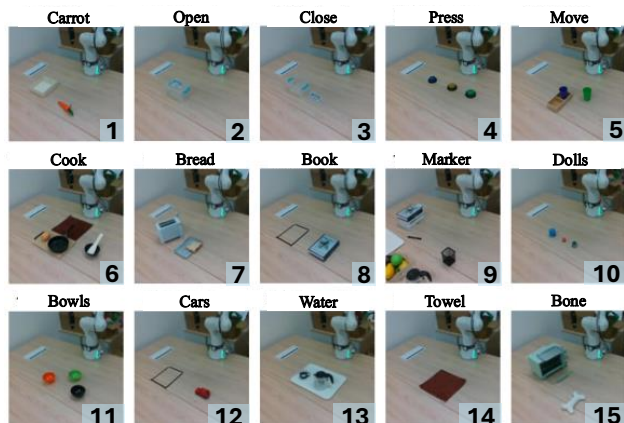 Carrot Open Close Press Move
1 2 3 4 5
Cook Bread Book Marker Dolls
6 7 8 9 10
Bowls Cars Water Towel Bone
11 12 13 14 15